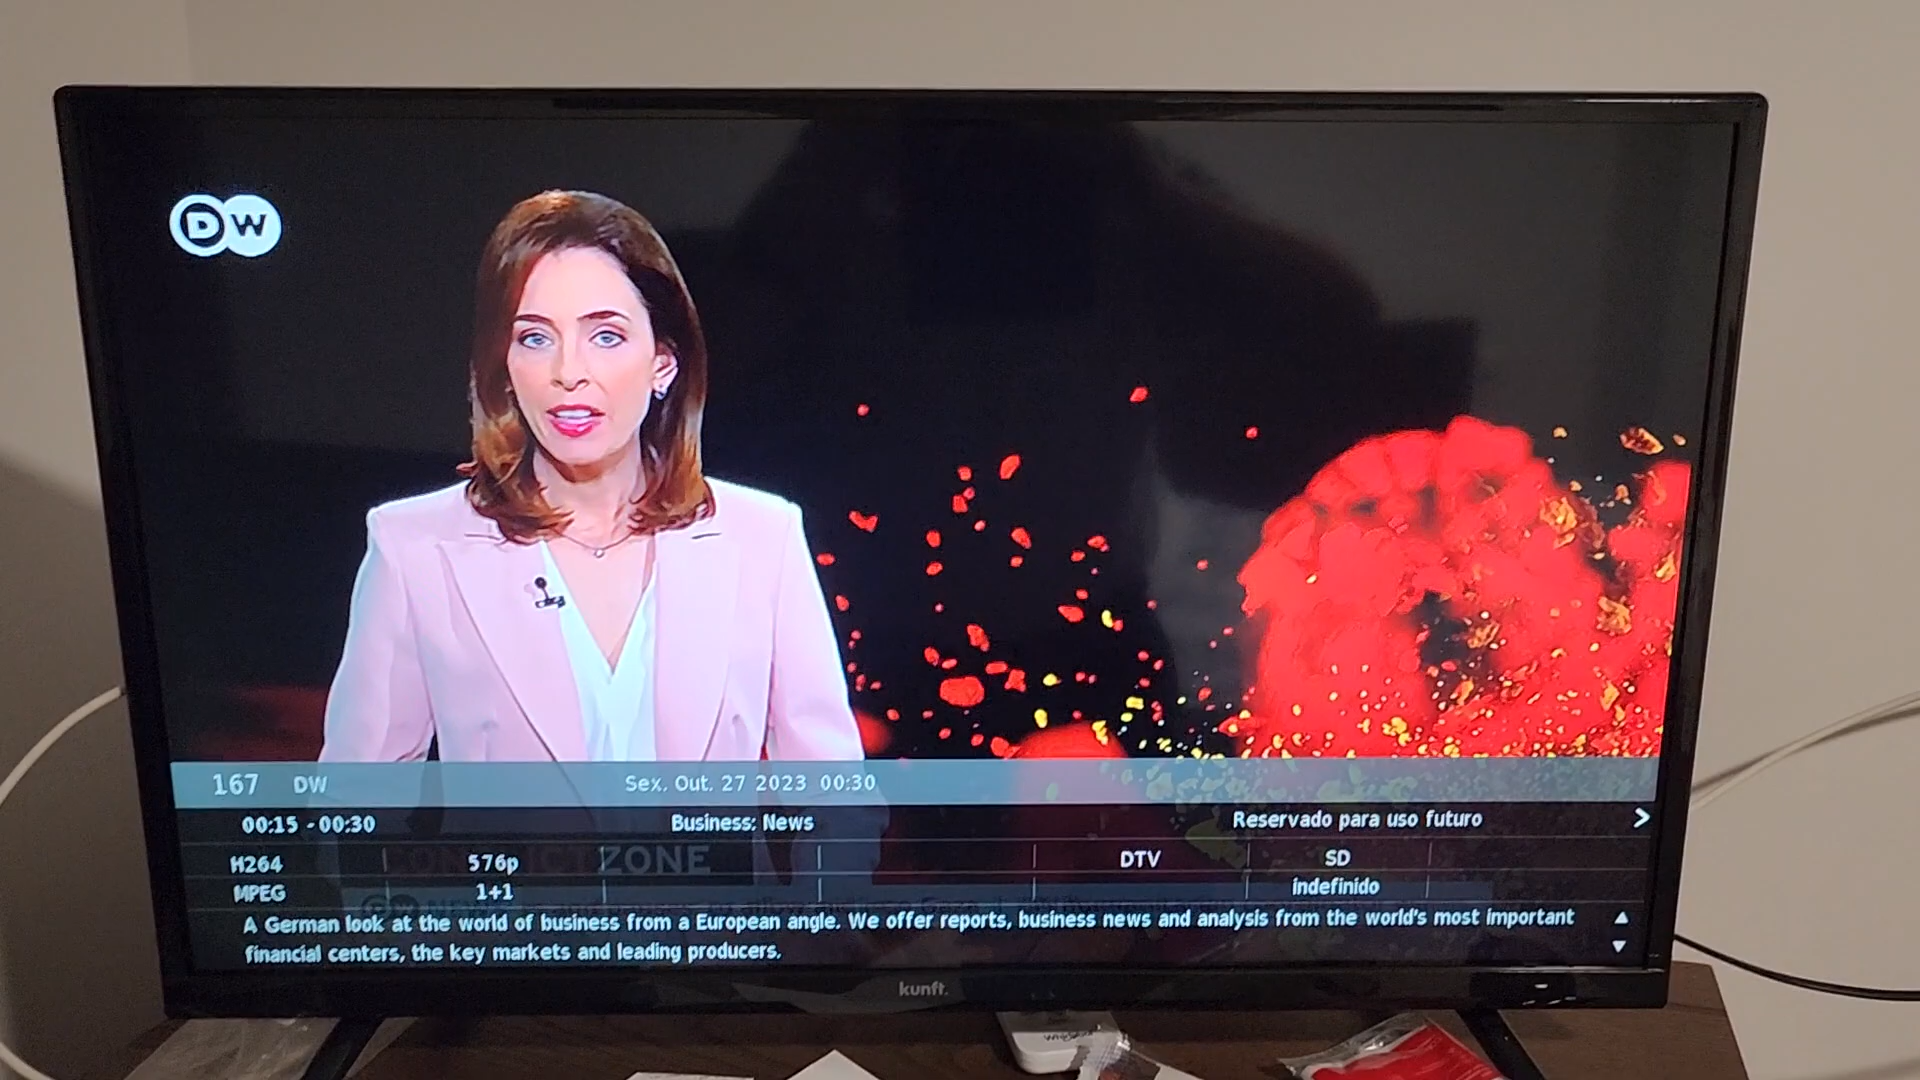 DW
167 DW Sex, Out, 27 2023 00:30
00:15 - 00:30 Business: News Reservado para uso futuro
H264 576p DTV SD
ZONE
MPEG 1+1 indefinido
A German look at the world of business from a European angle. We offer reports, business news and analysis from the world's most important
financial centers, the key markets and leading producers.
kunft.